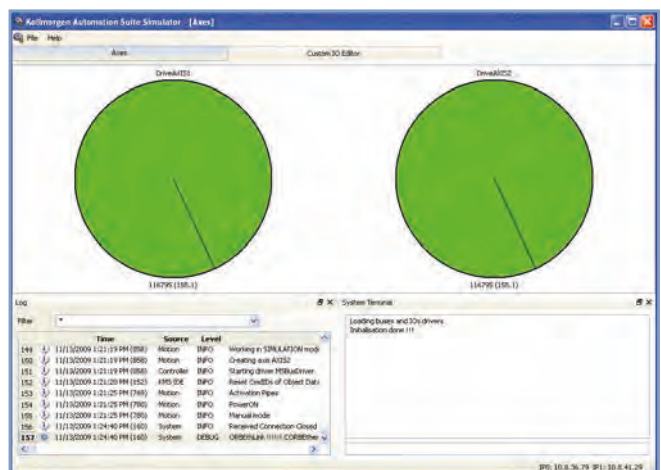 Kollmorgen Automation Suite Simulator - [Axes]
File Help
Axes Custom IO Editor
DriveAXIS1 DriveAXIS2
116795 (155.1) 116795 (155.1)
Log System Terminal
Filter *
Time Source Level
149 11/13/2009 1:21:19 PM (858) Motion INFO Working in SIMULATION mode
150 11/13/2009 1:21:19 PM (858) Motion INFO Creating axis AXIS2
151 11/13/2009 1:21:19 PM (858) Controller INFO Starting driver MSBusDriver
152 11/13/2009 1:21:20 PM (152) KMS IDE INFO Reset CmdIDs of Object Data
153 11/13/2009 1:21:25 PM Motion INFO Activation Pipes
154 11/13/2009 1:21:25 PM (780) Motion INFO PowerON
155 11/13/2009 1:21:25 PM (780) Motion INFO Manual mode
156 11/13/2009 1:24:40 PM (160) System INFO Received Connection Closed
157 11/13/2009 1:24:40 PM (160) System DEBUG
Loading buses and IOs drivers
Initialisation done !!!
IP0: 10.8.36.79 IP1: 10.8.41.29